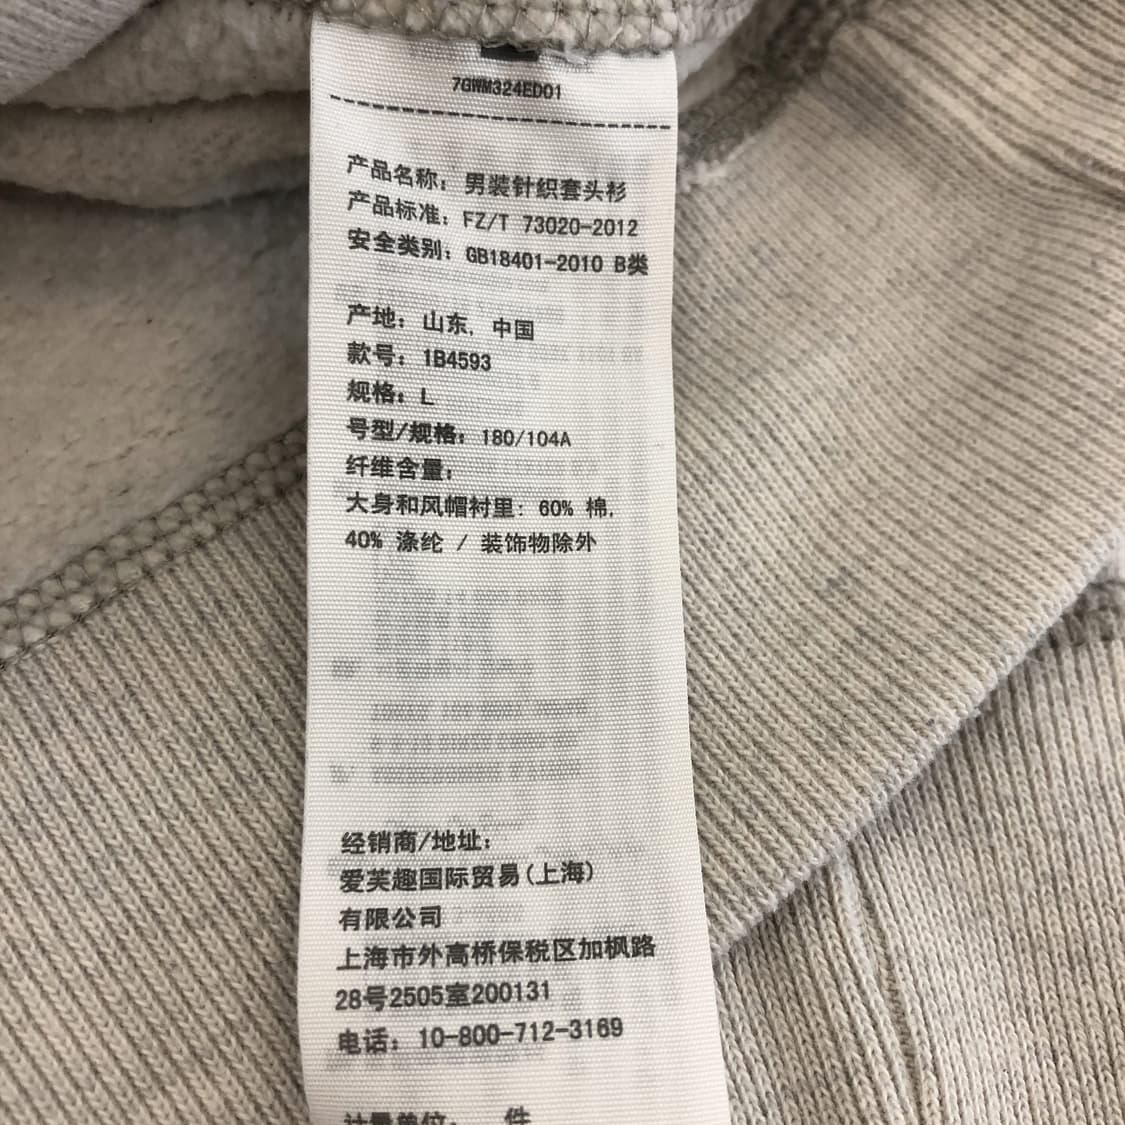 7GWM324ED01
产品名称: 男装针织套头衫
产品标准: FZ/T 73020-2012
安全类别: GB18401-2010 B类
产地: 山东, 中国
款号: 1B4593
规格: L
号型/规格: 180/104A
纤维含量:
大身和风帽衬里: 60% 棉,
40% 涤纶 / 装饰物除外
经销商/地址:
爱芙趣国际贸易(上海)
有限公司
上海市外高桥保税区加枫路
28号2505室200131
电话: 10-800-712-3169
计量单位: 件